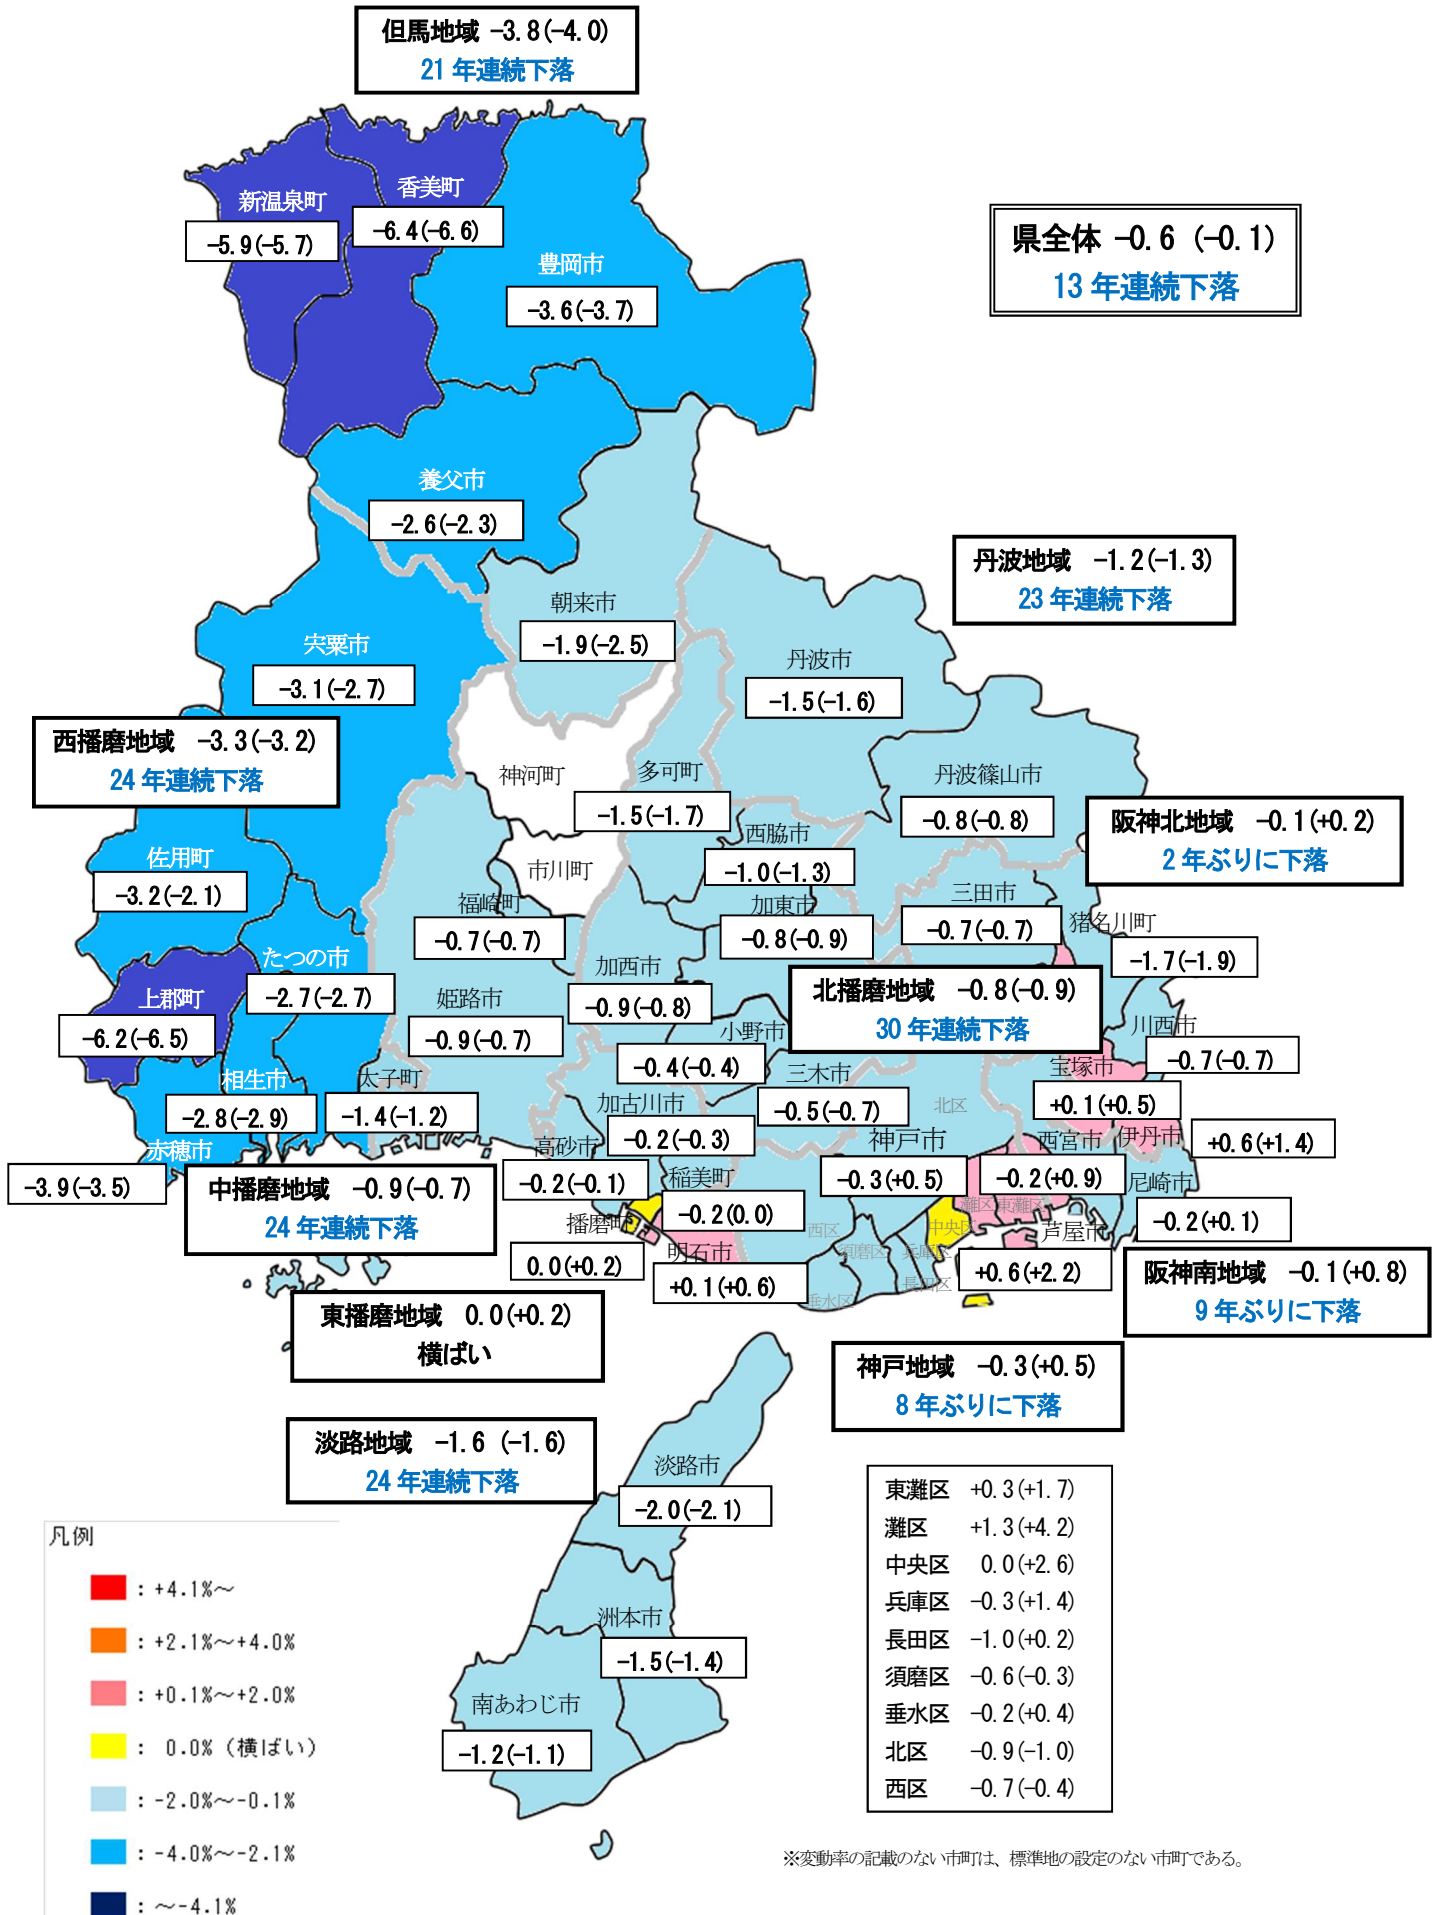 但馬地域 -3.8(-4.0)
21 年連続下落
新温泉町
-5.9(-5.7)
香美町
-6.4(-6.6)
豊岡市
-3.6(-3.7)
県全体 -0.6 (-0.1)
13 年連続下落
養父市
-2.6(-2.3)
丹波地域 -1.2(-1.3)
23 年連続下落
朝来市
-1.9(-2.5)
宍粟市
-3.1(-2.7)
丹波市
-1.5(-1.6)
西播磨地域 -3.3(-3.2)
24 年連続下落
神河町
多可町
-1.5(-1.7)
丹波篠山市
-0.8(-0.8)
阪神北地域 -0.1(+0.2)
2 年ぶりに下落
西脇市
-1.0(-1.3)
佐用町
-3.2(-2.1)
市川町
福崎町
-0.7(-0.7)
加東市
-0.8(-0.9)
三田市
-0.7(-0.7)
猪名川町
-1.7(-1.9)
たつの市
-2.7(-2.7)
加西市
-0.9(-0.8)
北播磨地域 -0.8(-0.9)
30 年連続下落
上郡町
-6.2(-6.5)
姫路市
-0.9(-0.7)
小野市
-0.4(-0.4)
川西市
-0.7(-0.7)
相生市
-2.8(-2.9)
太子町
-1.4(-1.2)
三木市
-0.5(-0.7)
宝塚市
+0.1(+0.5)
加古川市
-0.2(-0.3)
北区
赤穂市
-3.9(-3.5)
高砂市
-0.2(-0.1)
神戸市
-0.3(+0.5)
西宮市
-0.2(+0.9)
伊丹市
+0.6(+1.4)
中播磨地域 -0.9(-0.7)
24 年連続下落
稲美町
-0.2(0.0)
尼崎市
-0.2(+0.1)
播磨町
0.0(+0.2)
明石市
+0.1(+0.6)
西区
須磨区
兵庫区
中央区
灘区
東灘区
長田区
垂水区
芦屋市
+0.6(+2.2)
阪神南地域 -0.1(+0.8)
9 年ぶりに下落
東播磨地域 0.0(+0.2)
横ばい
神戸地域 -0.3(+0.5)
8 年ぶりに下落
淡路地域 -1.6 (-1.6)
24 年連続下落
淡路市
-2.0(-2.1)
洲本市
-1.5(-1.4)
南あわじ市
-1.2(-1.1)
東灘区 +0.3(+1.7)
灘区 +1.3(+4.2)
中央区 0.0(+2.6)
兵庫区 -0.3(+1.4)
長田区 -1.0(+0.2)
須磨区 -0.6(-0.3)
垂水区 -0.2(+0.4)
北区 -0.9(-1.0)
西区 -0.7(-0.4)
凡例
:+4.1%～
:+2.1%～+4.0%
:+0.1%～+2.0%
: 0.0%（横ばい）
:-2.0%～-0.1%
:-4.0%～-2.1%
:～-4.1%
※変動率の記載のない市町は、標準地の設定のない市町である。